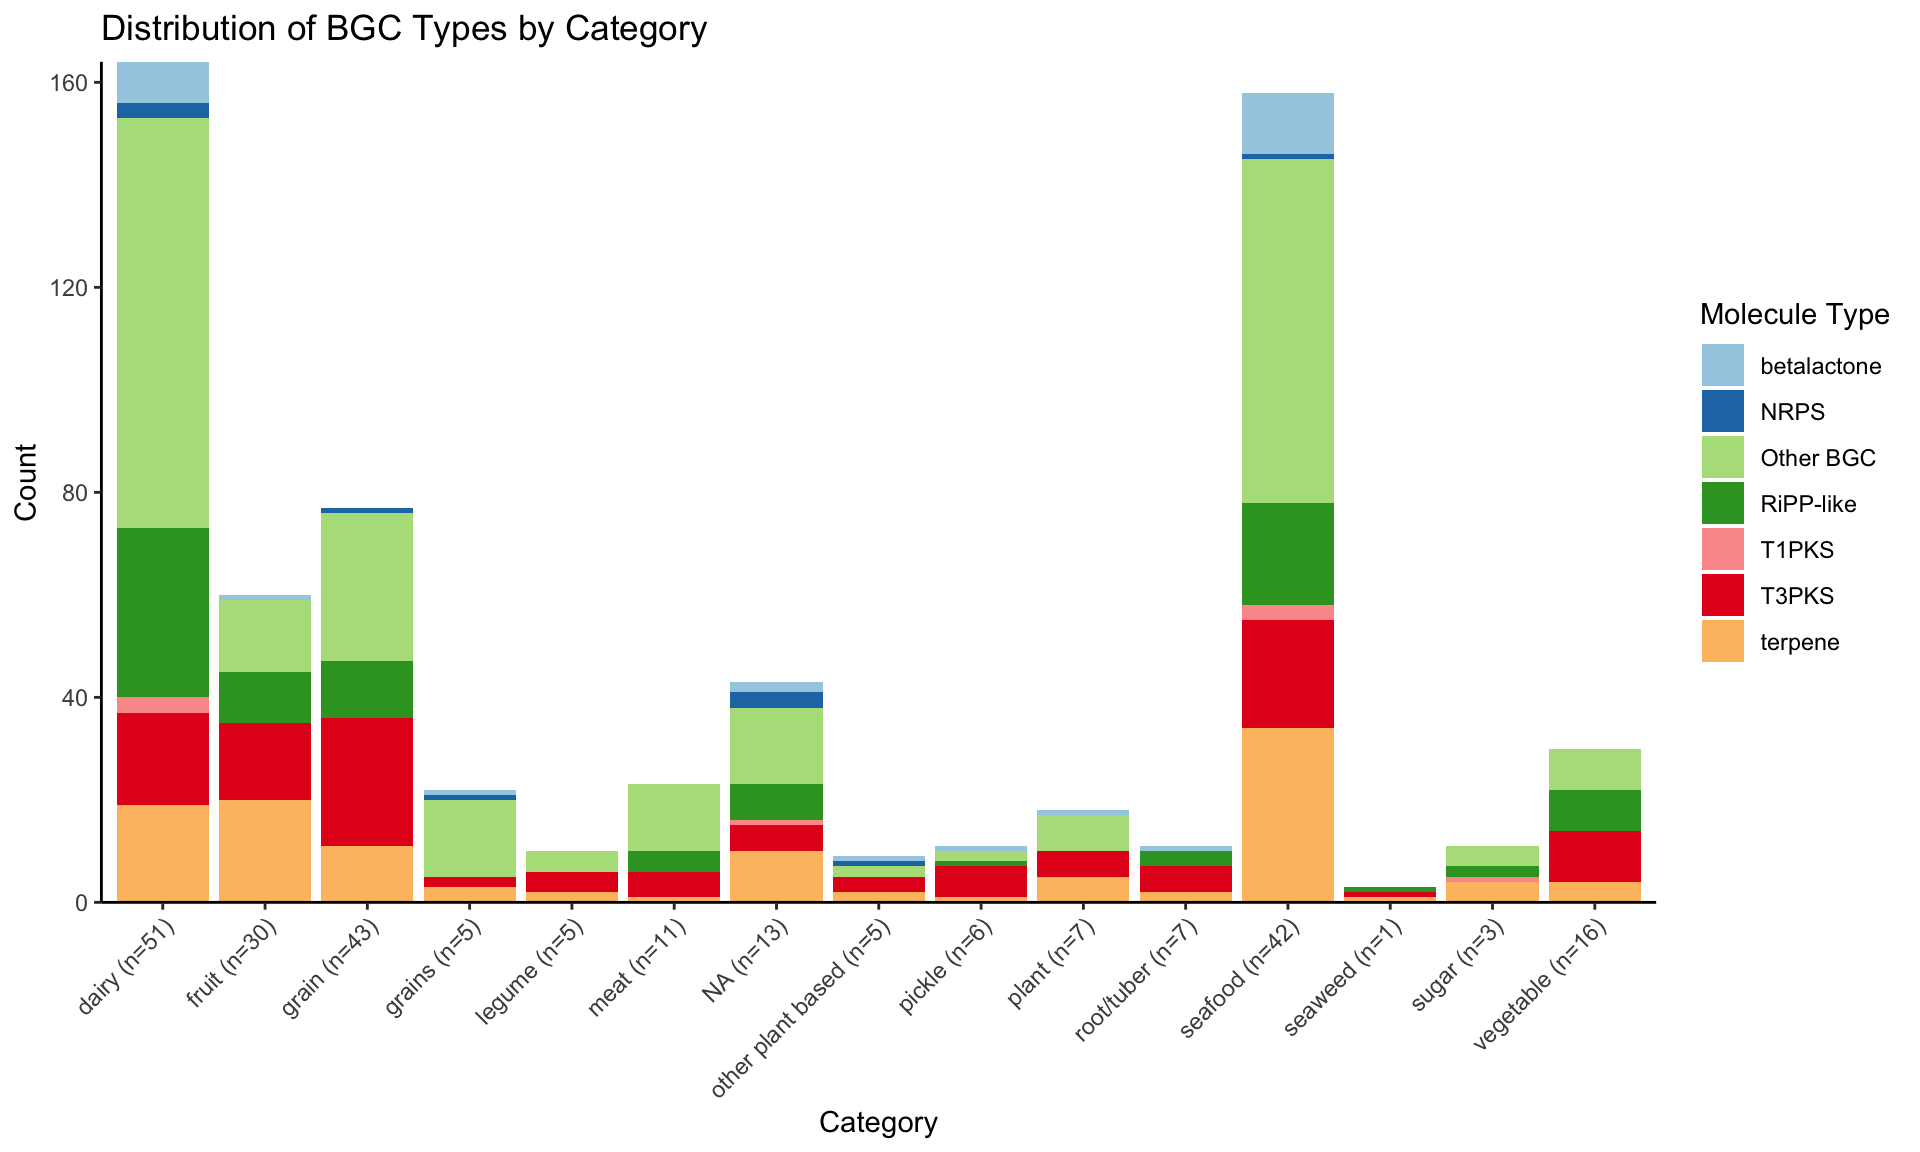 Distribution of BGC Types by Category
160
120
80
40
0
Count
dairy (n=51)
fruit (n=30)
grain (n=43)
grains (n=5)
legume (n=5)
meat (n=11)
NA (n=13)
other plant based (n=5)
pickle (n=6)
plant (n=7)
root/tuber (n=7)
seafood (n=42)
seaweed (n=1)
sugar (n=3)
vegetable (n=16)
Category
Molecule Type
betalactone
NRPS
Other BGC
RiPP-like
T1PKS
T3PKS
terpene